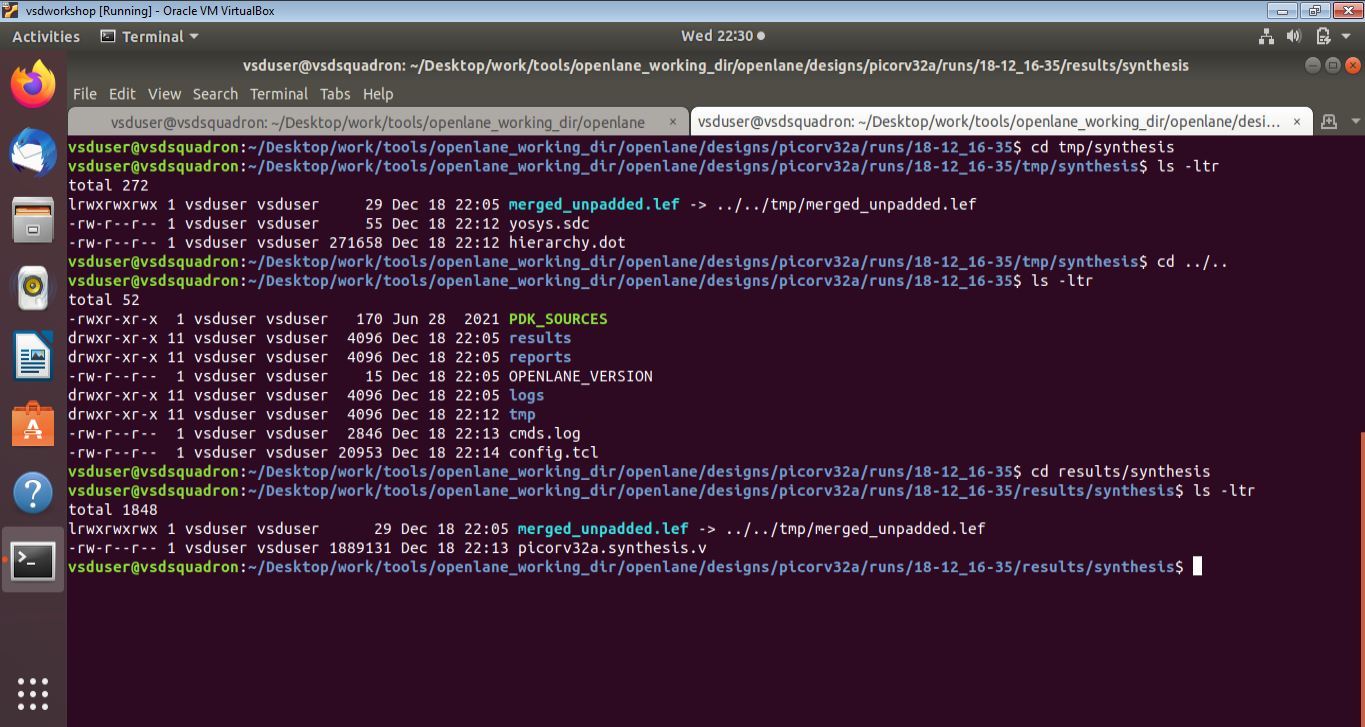 vsdworkshop [Running] - Oracle VM VirtualBox
Activities Terminal Wed 22:30
vsduser@vsdsquadron: ~/Desktop/work/tools/openlane_working_dir/openlane/designs/picorv32a/runs/18-12_16-35/results/synthesis
File Edit View Search Terminal Tabs Help
vsduser@vsdsquadron: ~/Desktop/work/tools/openlane_working_dir/openlane × vsduser@vsdsquadron: ~/Desktop/work/tools/openlane_working_dir/openlane/desi... ×
vsduser@vsdsquadron:~/Desktop/work/tools/openlane_working_dir/openlane/designs/picorv32a/runs/18-12_16-35$ cd tmp/synthesis
vsduser@vsdsquadron:~/Desktop/work/tools/openlane_working_dir/openlane/designs/picorv32a/runs/18-12_16-35/tmp/synthesis$ ls -ltr
total 272
lrwxrwxrwx 1 vsduser vsduser     29 Dec 18 22:05 merged_unpadded.lef -> ../../tmp/merged_unpadded.lef
-rw-r--r-- 1 vsduser vsduser     55 Dec 18 22:12 yosys.sdc
-rw-r--r-- 1 vsduser vsduser 271658 Dec 18 22:12 hierarchy.dot
vsduser@vsdsquadron:~/Desktop/work/tools/openlane_working_dir/openlane/designs/picorv32a/runs/18-12_16-35/tmp/synthesis$ cd ../..
vsduser@vsdsquadron:~/Desktop/work/tools/openlane_working_dir/openlane/designs/picorv32a/runs/18-12_16-35$ ls -ltr
total 52
-rwxr-xr-x  1 vsduser vsduser   170 Jun 28  2021 PDK_SOURCES
drwxr-xr-x 11 vsduser vsduser  4096 Dec 18 22:05 results
drwxr-xr-x 11 vsduser vsduser  4096 Dec 18 22:05 reports
-rw-r--r--  1 vsduser vsduser    15 Dec 18 22:05 OPENLANE_VERSION
drwxr-xr-x 11 vsduser vsduser  4096 Dec 18 22:05 logs
drwxr-xr-x 11 vsduser vsduser  4096 Dec 18 22:12 tmp
-rw-r--r--  1 vsduser vsduser  2846 Dec 18 22:13 cmds.log
-rw-r--r--  1 vsduser vsduser 20953 Dec 18 22:14 config.tcl
vsduser@vsdsquadron:~/Desktop/work/tools/openlane_working_dir/openlane/designs/picorv32a/runs/18-12_16-35$ cd results/synthesis
vsduser@vsdsquadron:~/Desktop/work/tools/openlane_working_dir/openlane/designs/picorv32a/runs/18-12_16-35/results/synthesis$ ls -ltr
total 1848
lrwxrwxrwx 1 vsduser vsduser      29 Dec 18 22:05 merged_unpadded.lef -> ../../tmp/merged_unpadded.lef
-rw-r--r-- 1 vsduser vsduser 1889131 Dec 18 22:13 picorv32a.synthesis.v
vsduser@vsdsquadron:~/Desktop/work/tools/openlane_working_dir/openlane/designs/picorv32a/runs/18-12_16-35/results/synthesis$